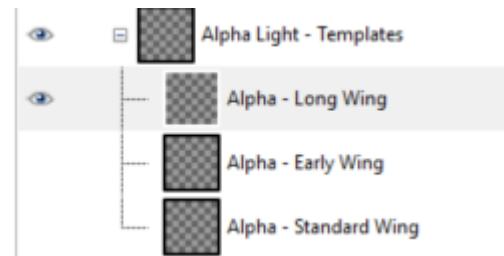 Alpha Light - Templates
Alpha - Long Wing
Alpha - Early Wing
Alpha - Standard Wing